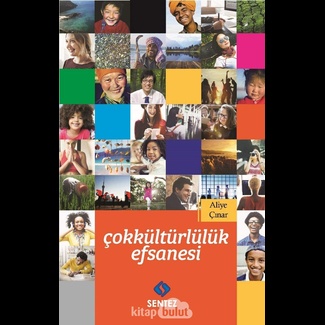 Aliye
Çınar
çokkültürlülük
efsanesi
SENTEZ
kitap bulut